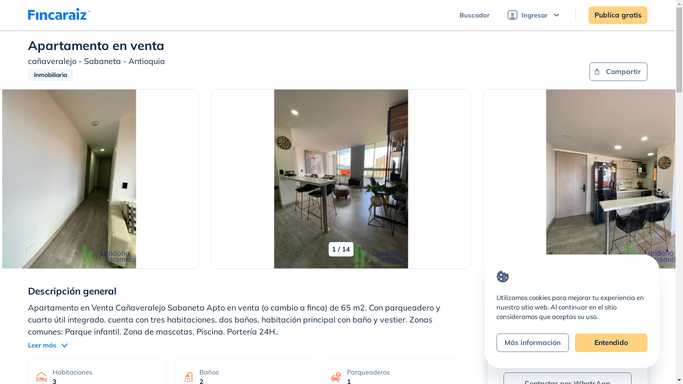 Fincaraiz
Buscador
Ingresar
Publica gratis
Apartamento en venta
cañaveralejo - Sabaneta - Antioquia
Inmobiliaria
Compartir
1 / 14
Descripción general
Apartamento en Venta Cañaveralejo Sabaneta Apto en venta (o cambio a finca) de 65 m2. Con parqueadero y
cuarto útil integrado. cuenta con tres habitaciones, dos baños, habitación principal con baño y vestier. Zonas
comunes: Parque infantil. Zona de mascotas. Piscina. Portería 24H..
Leer más
Habitaciones
3
Baños
2
Parqueaderos
1
Utilizamos cookies para mejorar tu experiencia en
nuestro sitio web. Al continuar en el sitio
consideramos que aceptas su uso.
Más información
Entendido
Contactar por WhatsApp